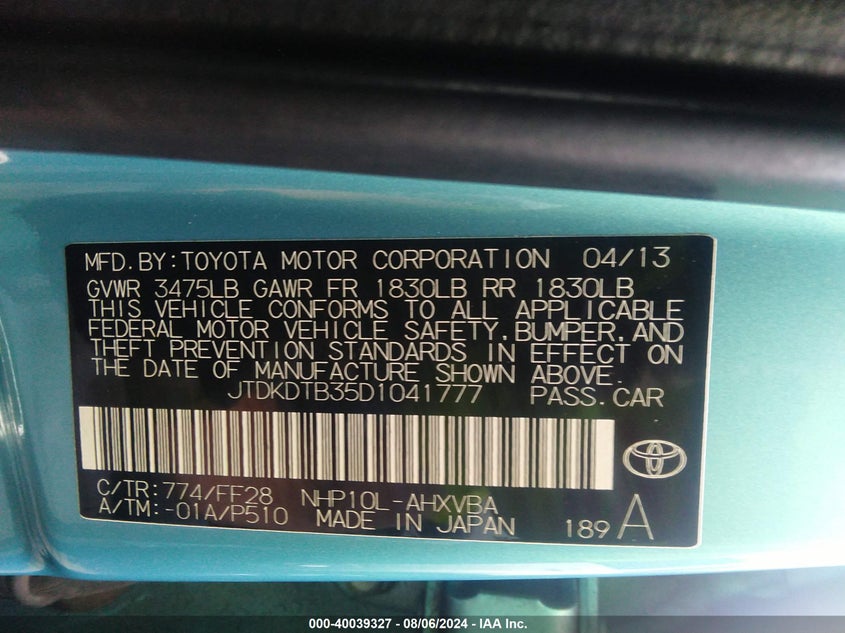 MFD.BY:TOYOTA MOTOR CORPORATION 04/13
GVWR 3475LB GAWR FR 1830LB RR 1830LB
THIS VEHICLE CONFORMS TO ALL APPLICABLE
FEDERAL MOTOR VEHICLE SAFETY,BUMPER,AND
THEFT PREVENTION STANDARDS IN EFFECT ON
THE DATE OF MANUFACTURE SHOWN ABOVE.
JTDKDTB35D1041777 PASS.CAR
C/TR:774/FF28 NHP10L-AHXVBA
A/TM:-01A/P510 MADE IN JAPAN 189 A
000-40039327 - 08/06/2024 - IAA Inc.